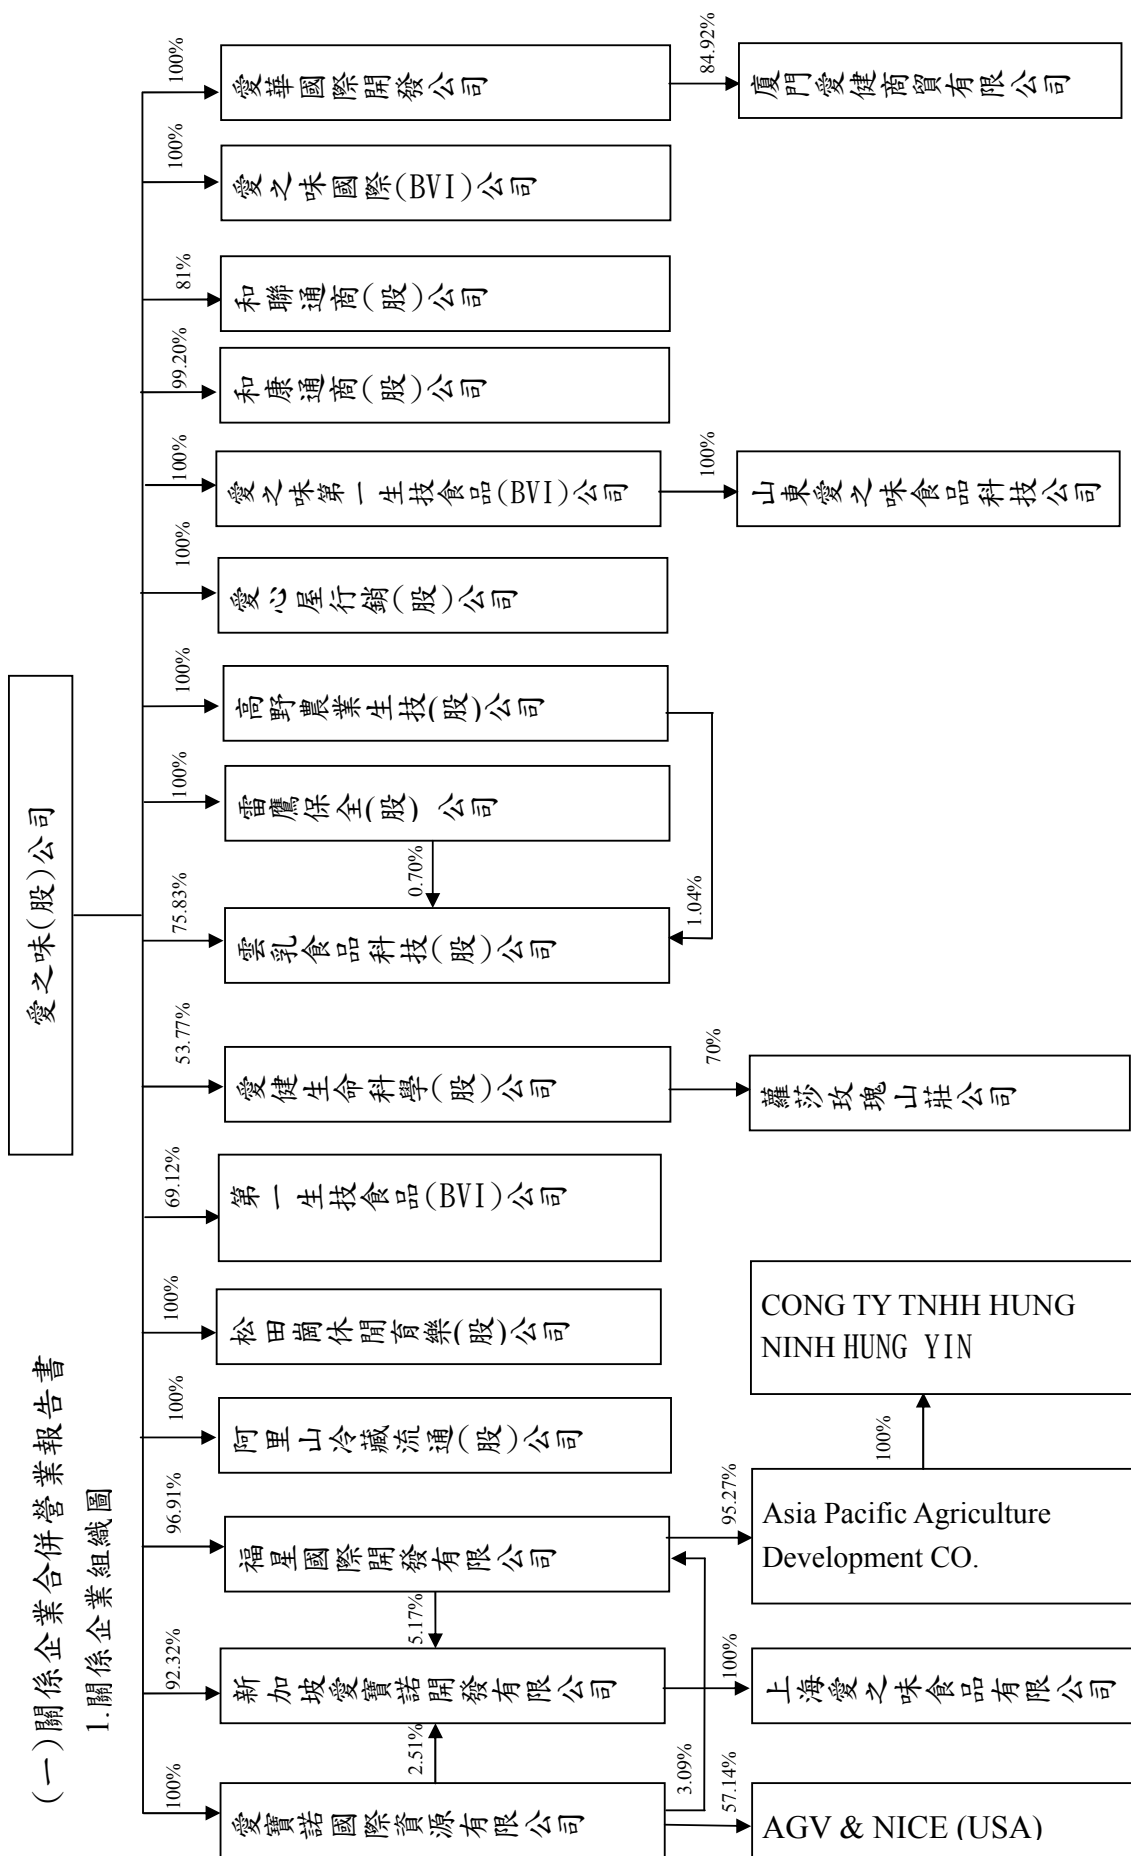 (一)關係企業合併營業報告書
1.關係企業組織圖
愛之味(股)公司
100%
愛寶諾國際資源有限公司
92.32%
新加坡愛寶諾開發有限公司
96.91%
福星國際開發有限公司
100%
阿里山冷藏流通(股)公司
100%
松田崗休閒育樂(股)公司
69.12%
第一生技食品(BVI)公司
53.77%
愛健生命科學(股)公司
75.83%
雲乳食品科技(股)公司
100%
雷鷹保全(股) 公司
100%
高野農業生技(股)公司
100%
愛心屋行銷(股)公司
100%
愛之味第一生技食品(BVI)公司
99.20%
和康通商(股)公司
81%
和聯通商(股)公司
100%
愛之味國際(BVI)公司
100%
愛華國際開發公司
2.51%
5.17%
3.09%
0.70%
1.04%
57.14%
AGV & NICE (USA)
100%
上海愛之味食品有限公司
95.27%
Asia Pacific Agriculture
Development CO.
100%
CONG TY TNHH HUNG
NINH HUNG YIN
70%
蘿莎玫瑰山莊公司
100%
山東愛之味食品科技公司
84.92%
廈門愛健商貿有限公司